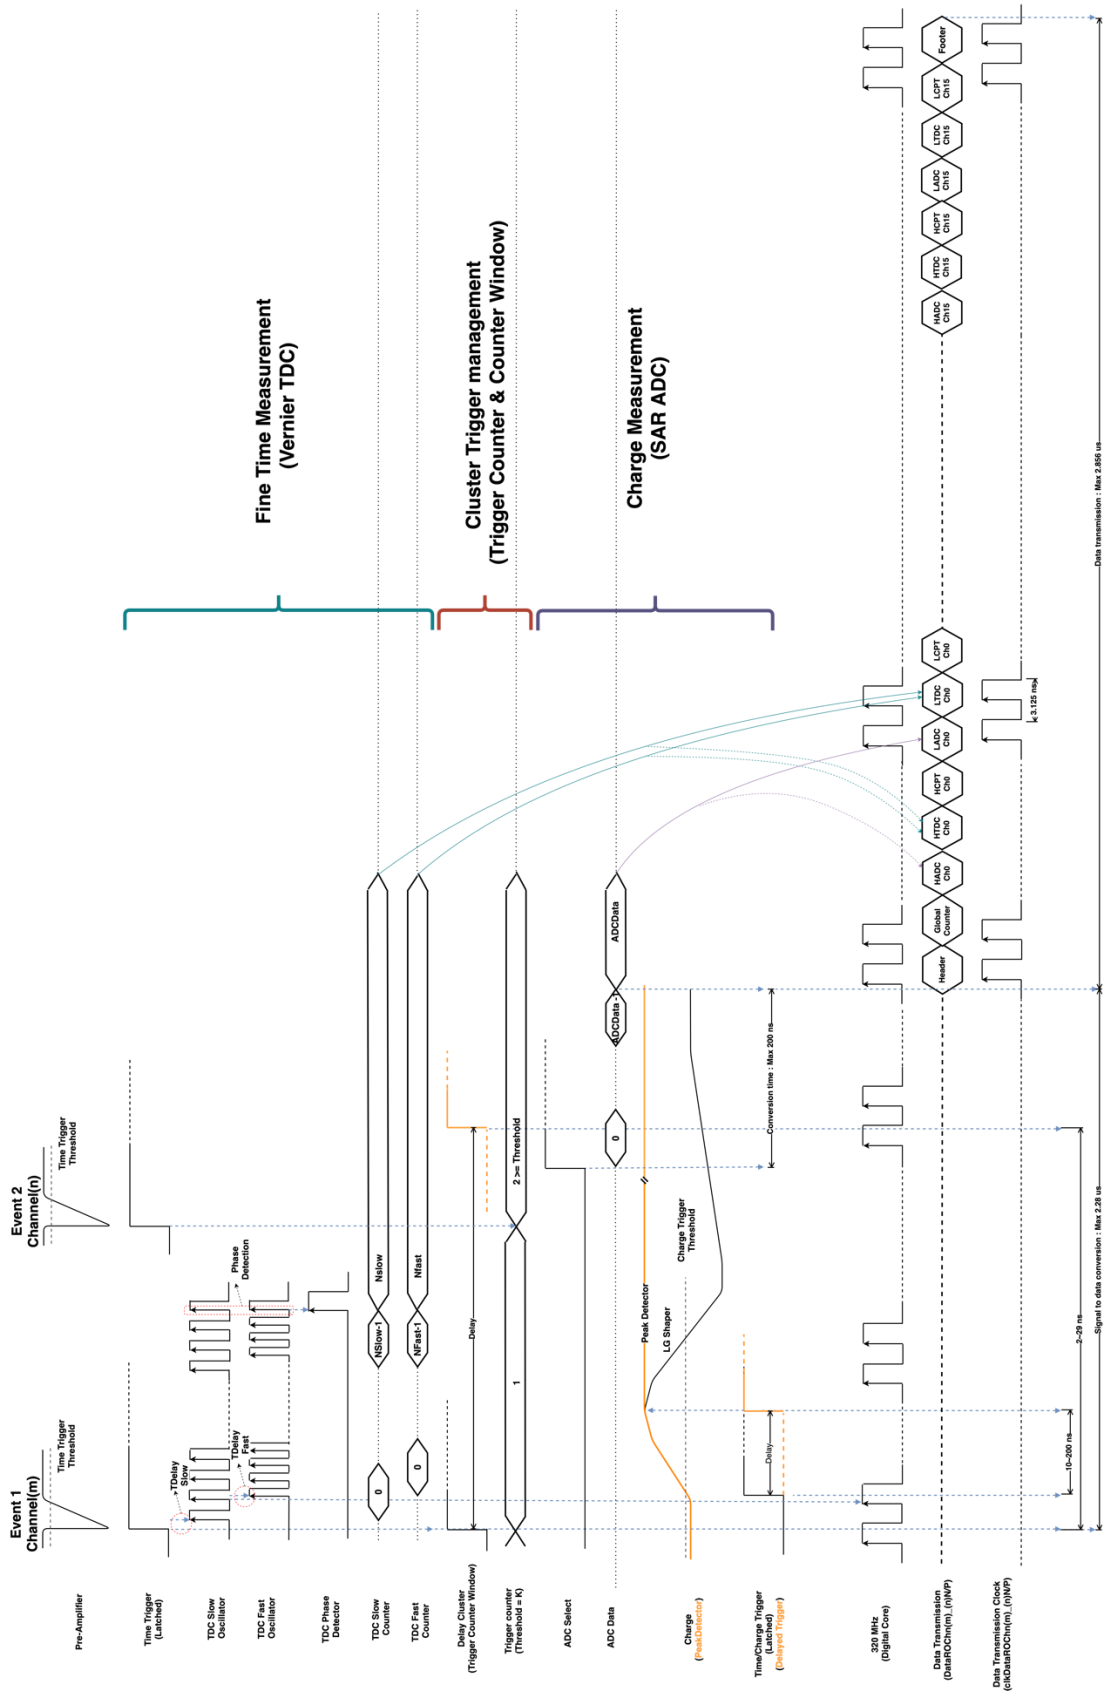 Event 1
Channel(m)
Event 2
Channel(n)
Pre-Amplifier
Time Trigger
Threshold
Time Trigger
Threshold
Time Trigger
(Latched)
TDelay
Slow
TDC Slow
Oscillator
Phase
Detection
TDelay
Fast
TDC Fast
Oscillator
TDC Phase
Detector
Fine Time Measurement
(Vernier TDC)
TDC Slow
Counter
0
NSlow-1
Nslow
TDC Fast
Counter
0
NFast-1
Nfast
Delay Cluster
(Trigger Counter Window)
Delay
Cluster Trigger management
(Trigger Counter & Counter Window)
Trigger counter
(Threshold = K)
1
2 >= Threshold
ADC Select
ADC Data
0
ADCData -1
ADCData
Charge Measurement
(SAR ADC)
Peak Detector
LG Shaper
Charge Trigger
Threshold
Charge
(PeakDetector)
Time/Charge Trigger
(Latched)
(Delayed Trigger)
Delay
Conversion time : Max 200 ns
320 MHz
(Digital Core)
Data Transmission
(DataROChn(m)_(n)N/P)
Header
Global
Counter
HADC
Ch0
HTDC
Ch0
HCPT
Ch0
LADC
Ch0
LTDC
Ch0
LCPT
Ch0
HADC
Ch15
HTDC
Ch15
HCPT
Ch15
LADC
Ch15
LTDC
Ch15
LCPT
Ch15
Footer
Data Transmission Clock
(clkDataROChn(m)_(n)N/P)
3.125 ns
10–200 ns
2–29 ns
Signal to data conversion : Max 2.28 us
Data transmission : Max 2.856 us